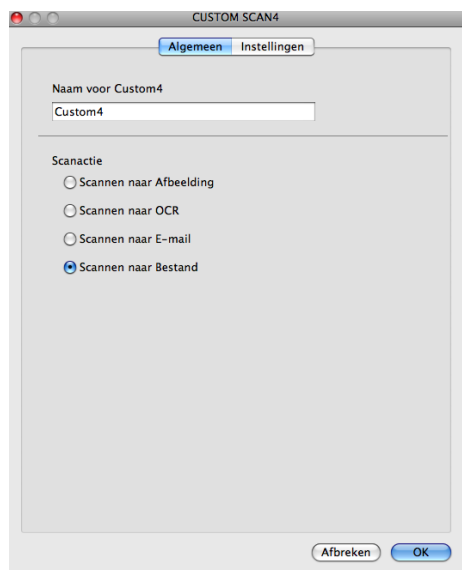 CUSTOM SCAN4
Algemeen Instellingen
Naam voor Custom4
Custom4
Scanactie
Scannen naar Afbeelding
Scannen naar OCR
Scannen naar E-mail
Scannen naar Bestand
Afbreken OK